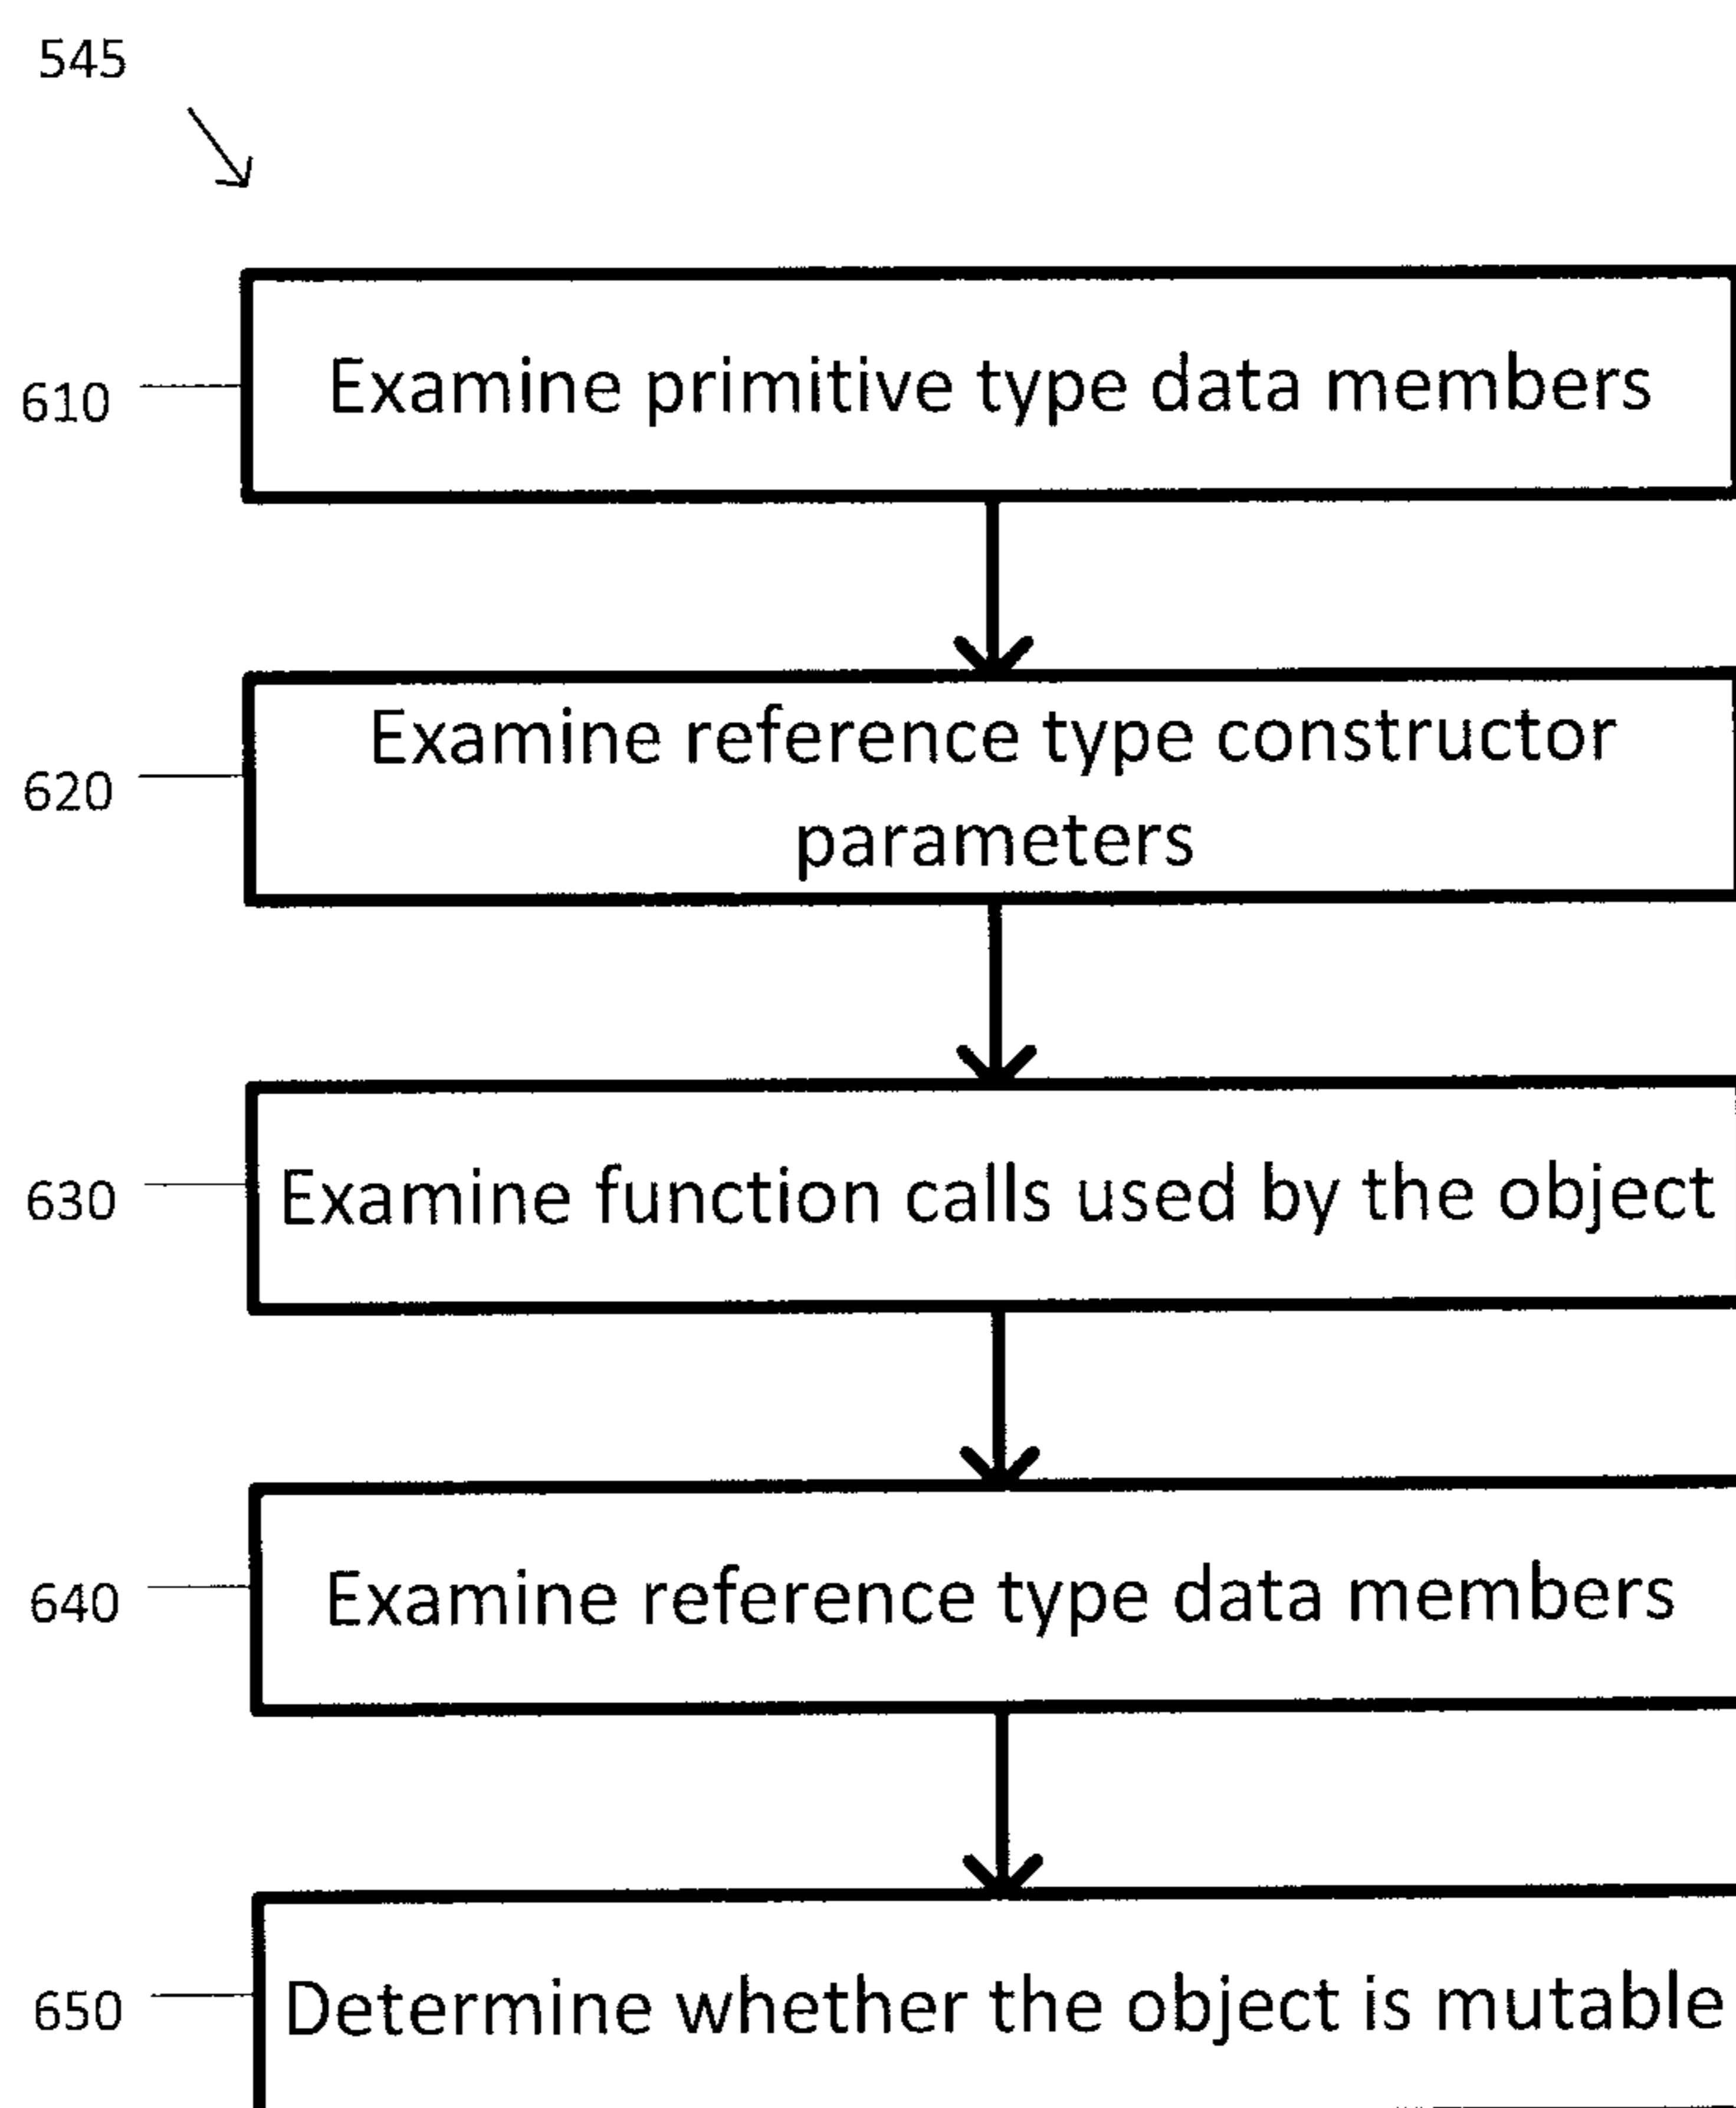 545
610
Examine primitive type data members
620
Examine reference type constructor
parameters
630
Examine function calls used by the object
640
Examine reference type data members
650
Determine whether the object is mutable